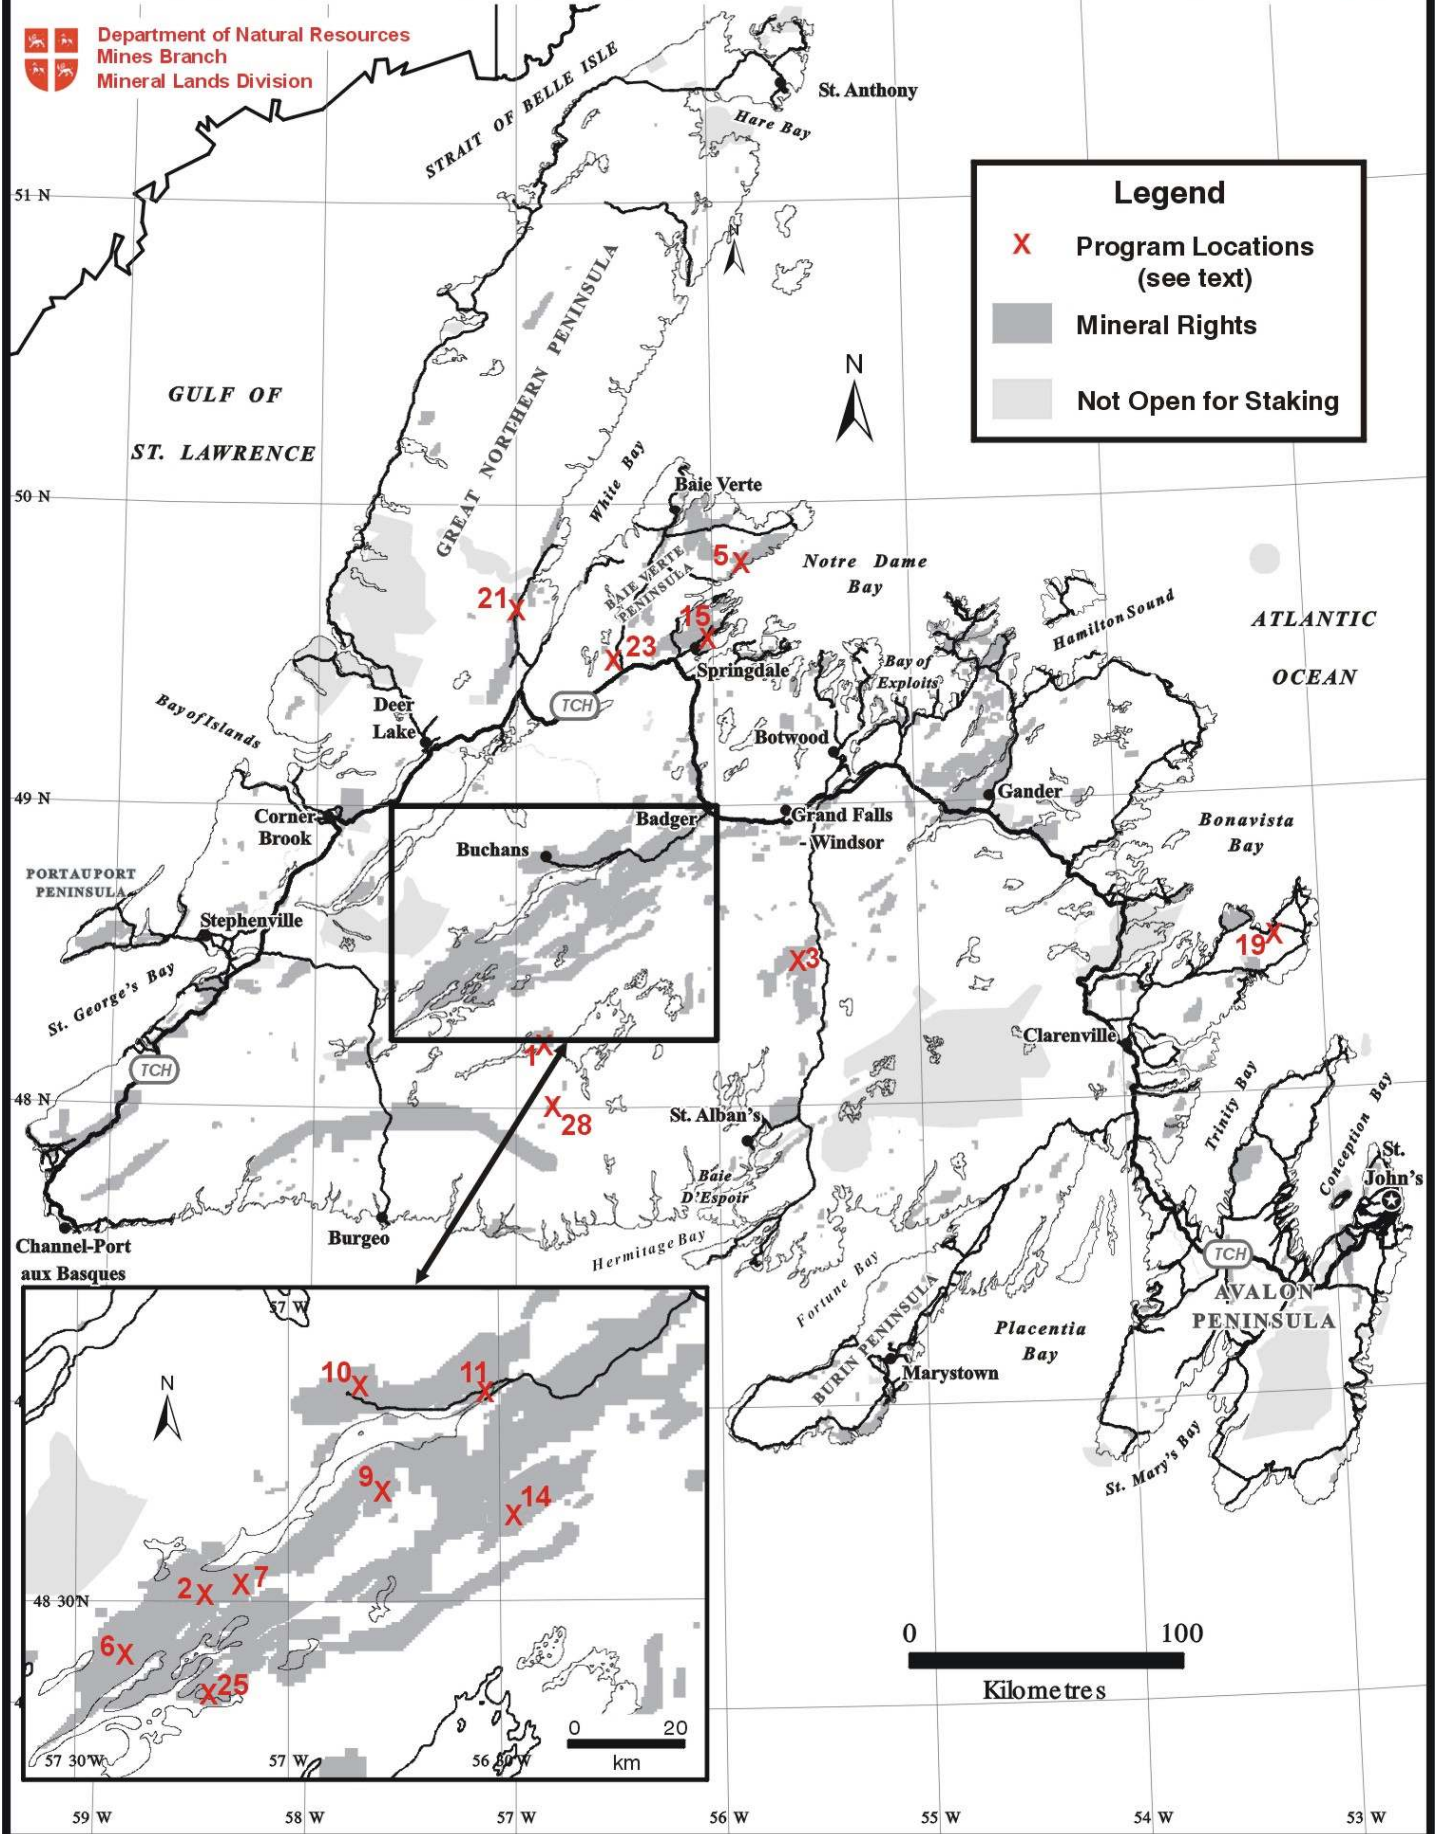 Department of Natural Resources
Mines Branch
Mineral Lands Division
STRAIT OF BELLE ISLE
St. Anthony
Hare Bay
51 N
Legend
X Program Locations
(see text)
Mineral Rights
Not Open for Staking
N
N
GREAT NORTHERN PENINSULA
GULF OF
ST. LAWRENCE
White Bay
50 N
Baie Verte
5 X
BAIE VERTE
PENINSULA
Notre Dame
Bay
21 X
15
X
X 23
Springdale
Hamilton Sound
ATLANTIC
OCEAN
Bay of
Exploits
TCH
Deer
Lake
Bay of Islands
Botwood
49 N
Gander
Corner
Brook
Badger
Grand Falls
- Windsor
Buchans
Bonavista
Bay
PORT AU PORT
PENINSULA
Stephenville
19 X
X 3
St. George's Bay
Clarenville
1 X
TCH
48 N
X
28
St. Alban's
Trinity Bay
Conception Bay
St.
John's
Baie
D'Espoir
Burgeo
Hermitage Bay
Channel-Port
aux Basques
TCH
AVALON
PENINSULA
Fortune Bay
BURIN PENINSULA
Placentia
Bay
Marystown
St. Mary's Bay
57 W
N
10 X
11
X
9 X
14
X
2 X
X 7
48 30'N
6 X
X 25
0 20
km
57 30'W
57 W
56 30'W
4
4
0 100
Kilometres
59 W
58 W
57 W
56 W
55 W
54 W
53 W